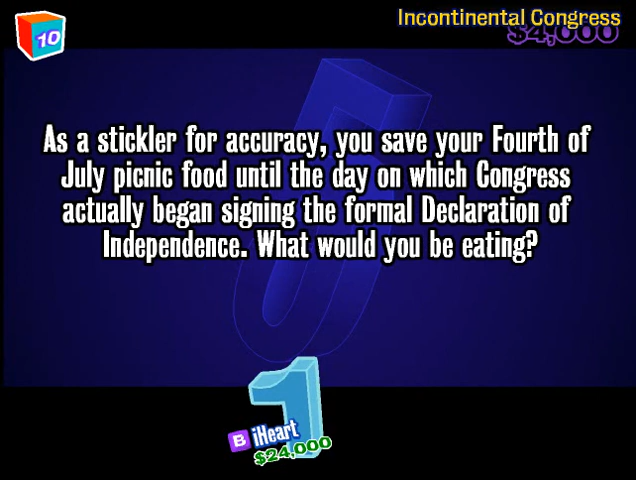 Incontinental Congress
10
$4,000
As a stickler for accuracy, you save your Fourth of
July picnic food until the day on which Congress
actually began signing the formal Declaration of
Independence. What would you be eating?
1
B iHeart
$24,000